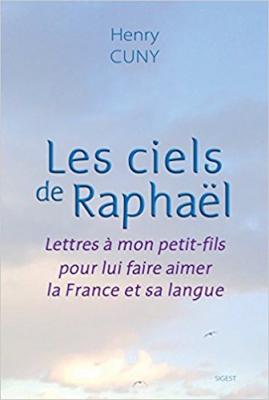 Henry
CUNY
Les ciels
de Raphaël
Lettres à mon petit-fils
pour lui faire aimer
la France et sa langue
SIGEST